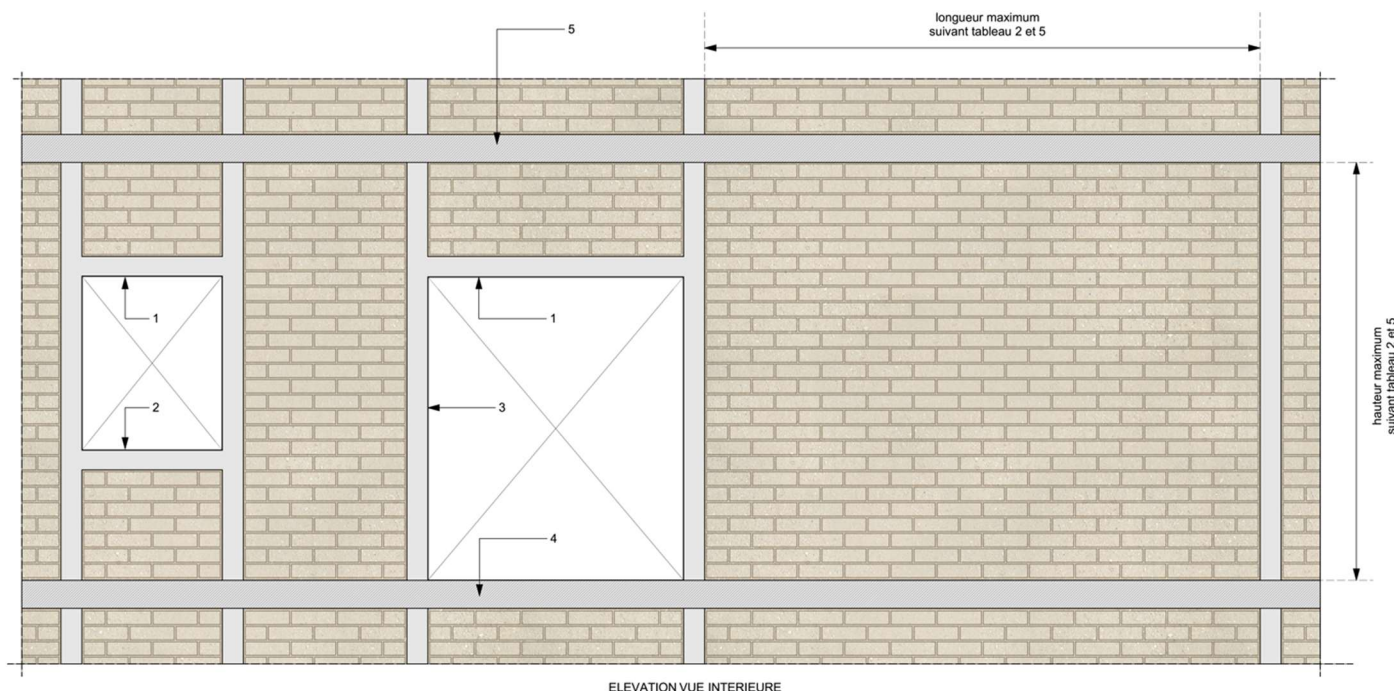 longueur maximum
suivant tableau 2 et 5
5
1
1
2
3
4
hauteur maximum
suivant tableau 2 et 5
ELEVATION VUE INTERIEURE